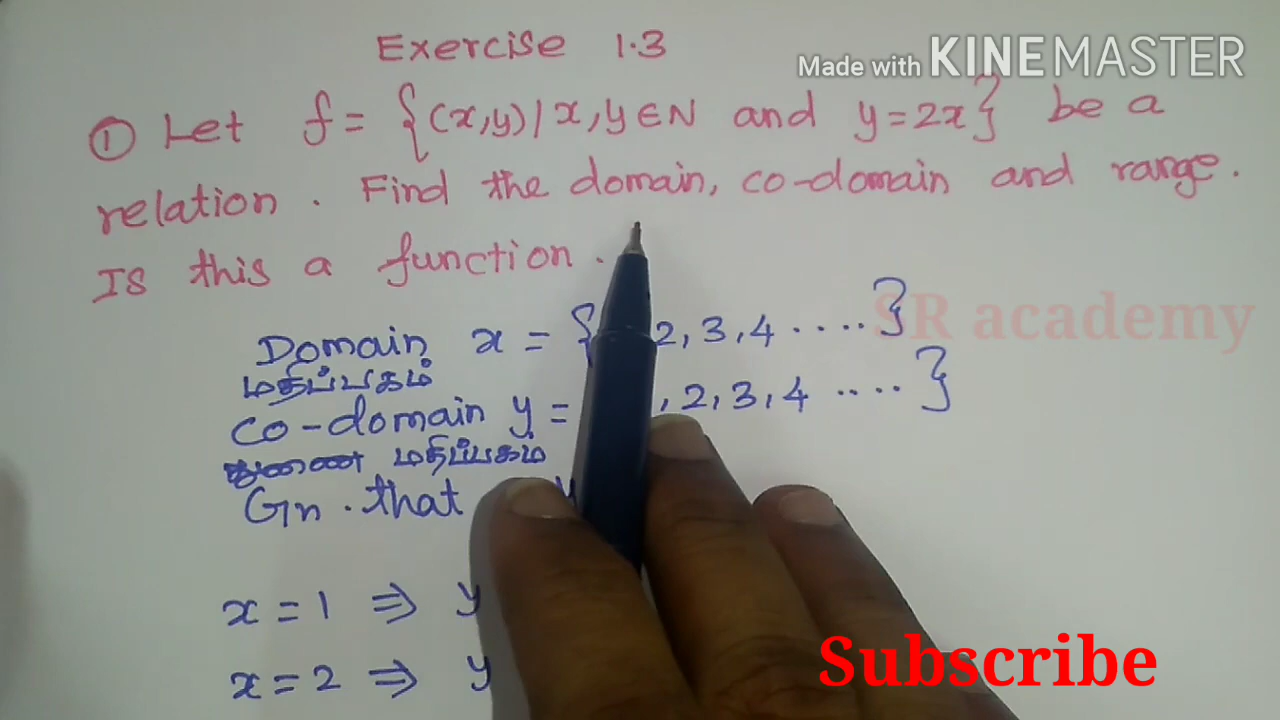 Exercise 1.3
Made with KINEMASTER
① Let f = {(x,y) / x,y ∈ N and y=2x} be a
relation. Find the domain, co-domain and range.
Is this a function.
SR academy
Domain x = { 2, 3, 4 ....}
மதிப்பகம்
co-domain y = , 2, 3, 4 .... }
துணை மதிப்பகம்
Gn. that y
x = 1 ⇒ y
x = 2 ⇒ y
Subscribe